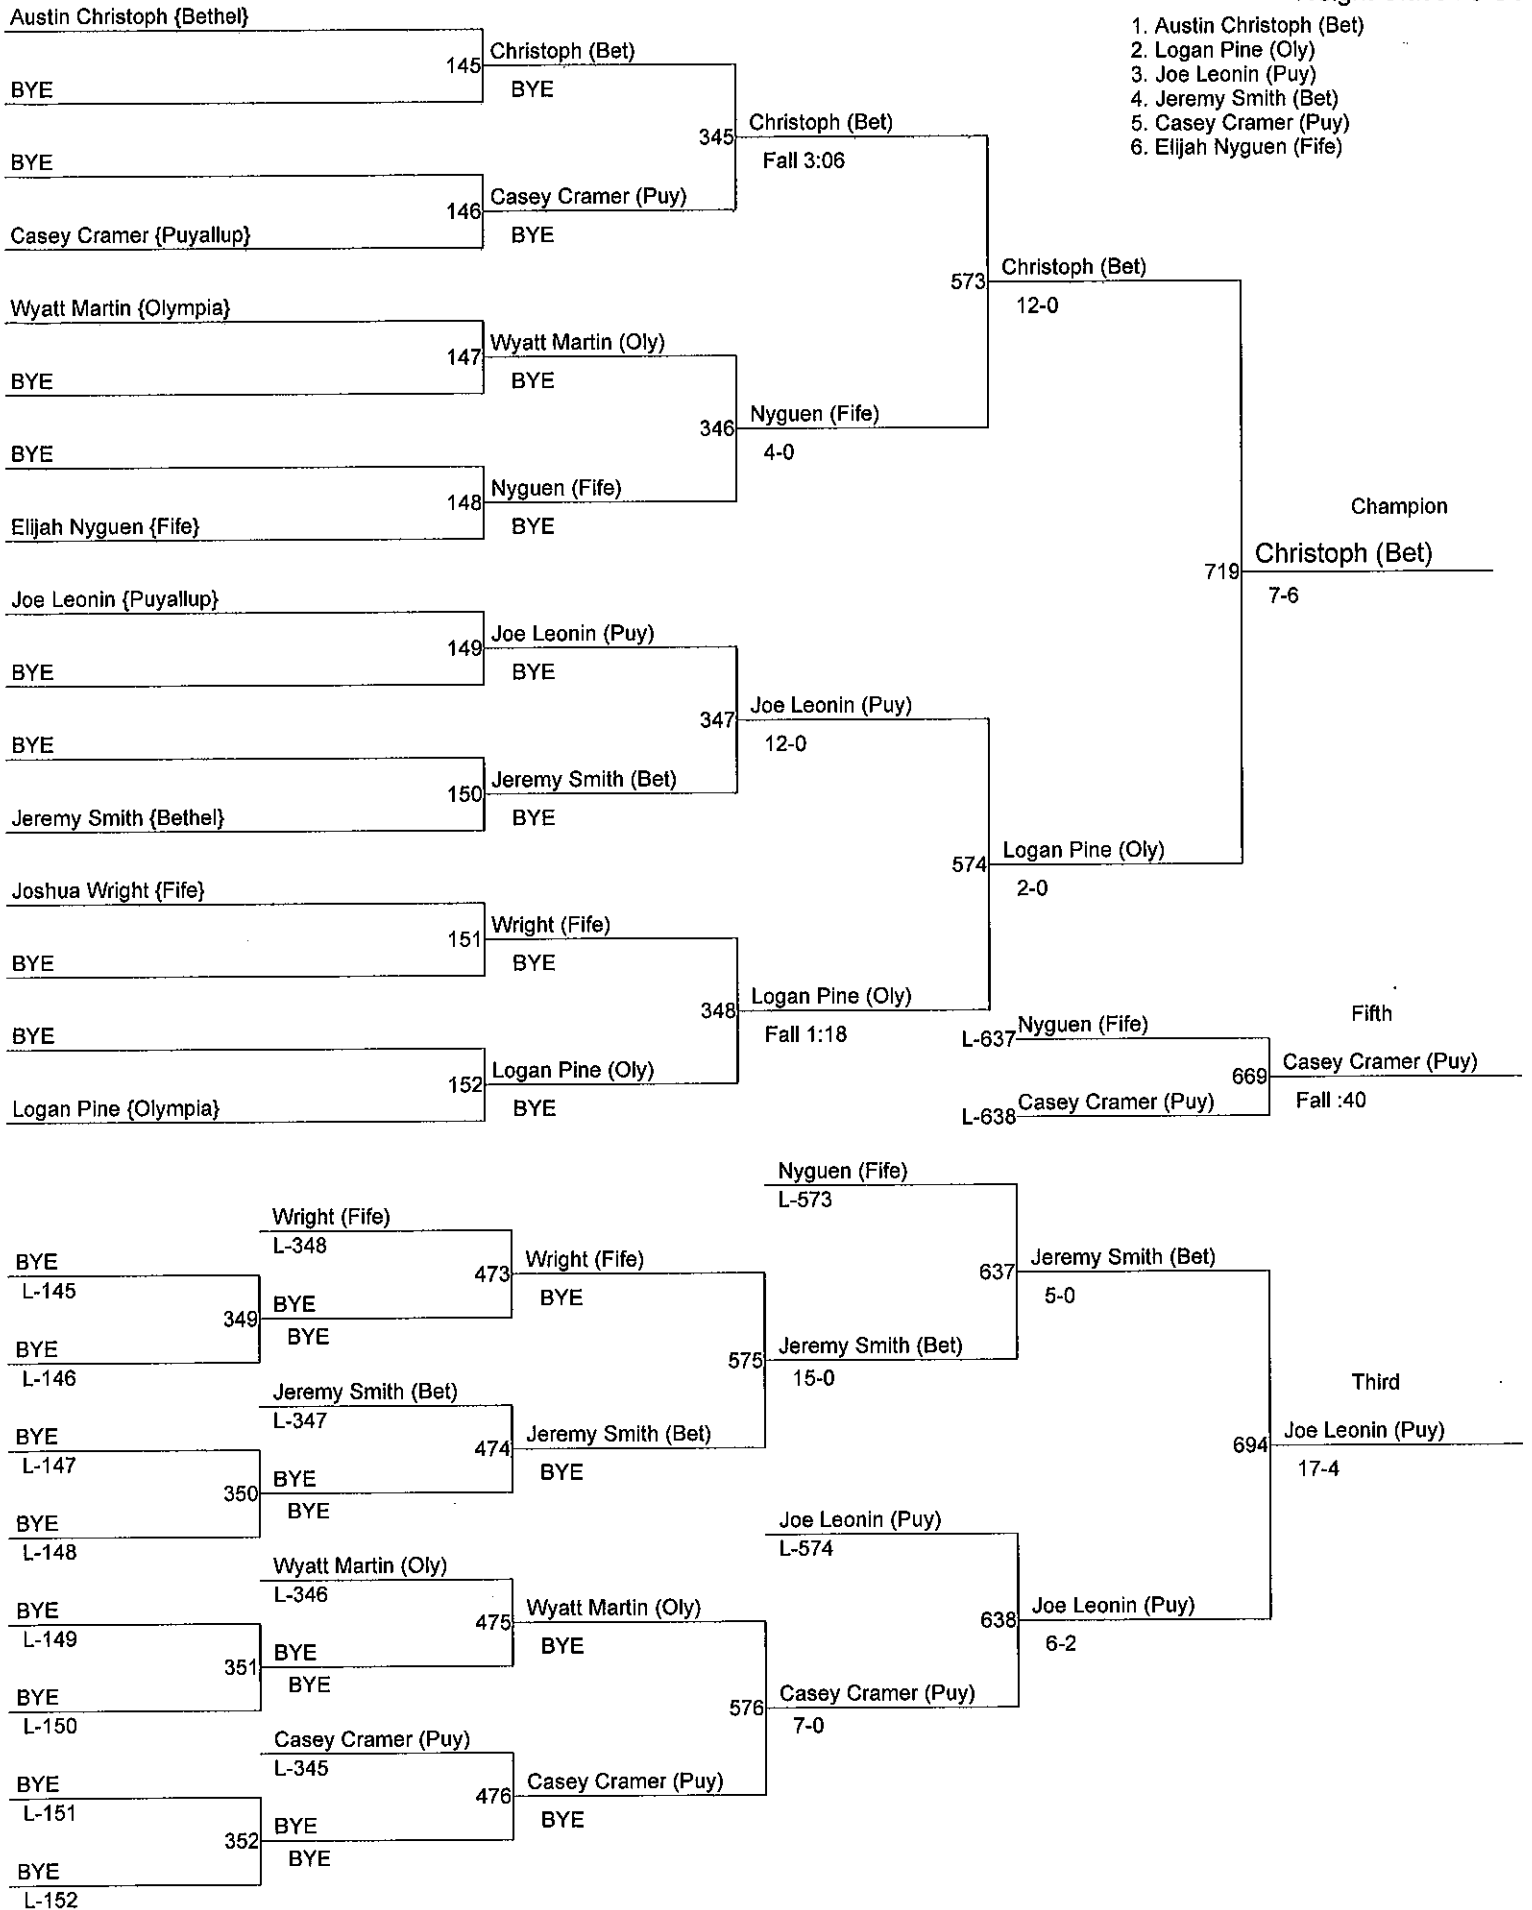 1. Austin Christoph (Bet)
2. Logan Pine (Oly)
3. Joe Leonin (Puy)
4. Jeremy Smith (Bet)
5. Casey Cramer (Puy)
6. Elijah Nyguen (Fife)
Austin Christoph {Bethel}
145
BYE
Christoph (Bet)
BYE
BYE
146
Casey Cramer {Puyallup}
Casey Cramer (Puy)
BYE
345
Christoph (Bet)
Fall 3:06
Wyatt Martin {Olympia}
147
BYE
Wyatt Martin (Oly)
BYE
BYE
148
Elijah Nyguen {Fife}
Nyguen (Fife)
BYE
346
Nyguen (Fife)
4-0
573
Christoph (Bet)
12-0
Joe Leonin {Puyallup}
149
BYE
Joe Leonin (Puy)
BYE
BYE
150
Jeremy Smith {Bethel}
Jeremy Smith (Bet)
BYE
347
Joe Leonin (Puy)
12-0
Joshua Wright {Fife}
151
BYE
Wright (Fife)
BYE
BYE
152
Logan Pine {Olympia}
Logan Pine (Oly)
BYE
348
Logan Pine (Oly)
Fall 1:18
574
Logan Pine (Oly)
2-0
Champion
719
Christoph (Bet)
7-6
Fifth
L-637
Nyguen (Fife)
L-638
Casey Cramer (Puy)
669
Casey Cramer (Puy)
Fall :40
BYE
L-145
349
BYE
L-146
Wright (Fife)
L-348
BYE
BYE
473
Wright (Fife)
BYE
BYE
L-147
350
BYE
L-148
Jeremy Smith (Bet)
L-347
BYE
BYE
474
Jeremy Smith (Bet)
BYE
575
Jeremy Smith (Bet)
15-0
Nyguen (Fife)
L-573
637
Jeremy Smith (Bet)
5-0
BYE
L-149
351
BYE
L-150
Wyatt Martin (Oly)
L-346
BYE
BYE
475
Wyatt Martin (Oly)
BYE
BYE
L-151
352
BYE
L-152
Casey Cramer (Puy)
L-345
BYE
BYE
476
Casey Cramer (Puy)
BYE
576
Casey Cramer (Puy)
7-0
Joe Leonin (Puy)
L-574
638
Joe Leonin (Puy)
6-2
Third
694
Joe Leonin (Puy)
17-4